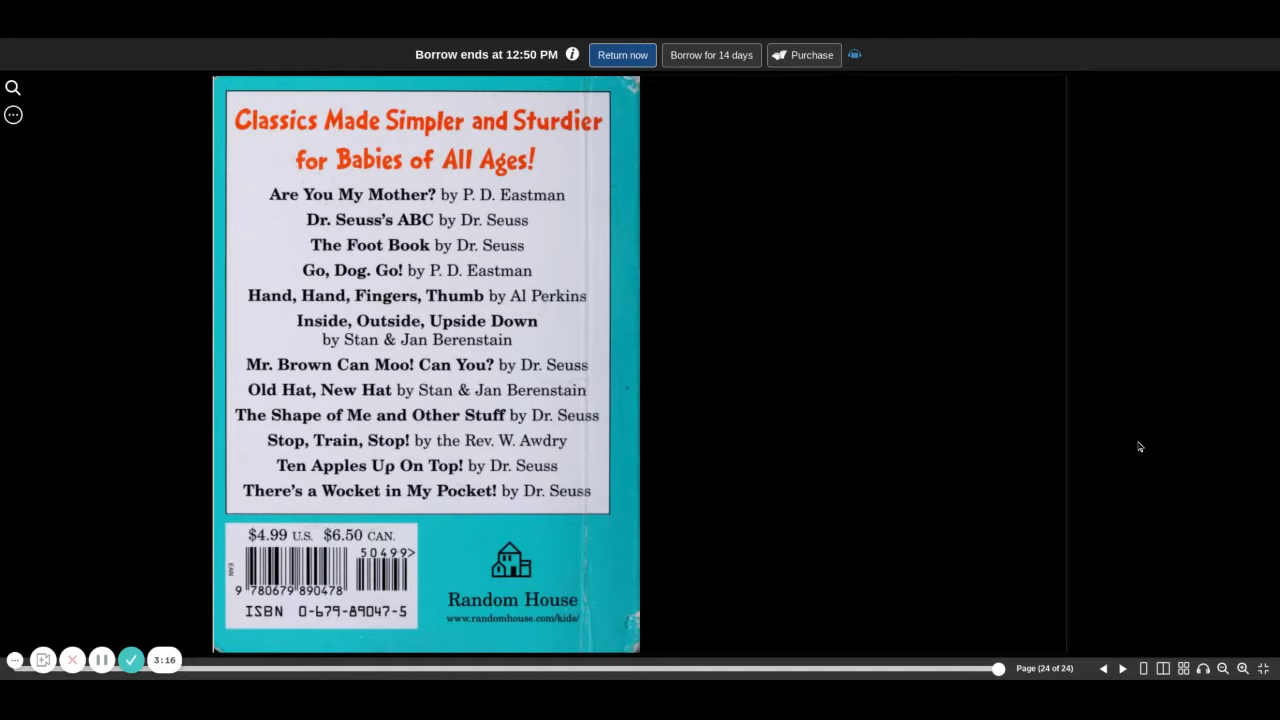 Borrow ends at 12:50 PM
Return now
Borrow for 14 days
Purchase
Classics Made Simpler and Sturdier
for Babies of All Ages!
Are You My Mother? by P. D. Eastman
Dr. Seuss's ABC by Dr. Seuss
The Foot Book by Dr. Seuss
Go, Dog. Go! by P. D. Eastman
Hand, Hand, Fingers, Thumb by Al Perkins
Inside, Outside, Upside Down
by Stan & Jan Berenstain
Mr. Brown Can Moo! Can You? by Dr. Seuss
Old Hat, New Hat by Stan & Jan Berenstain
The Shape of Me and Other Stuff by Dr. Seuss
Stop, Train, Stop! by the Rev. W. Awdry
Ten Apples Up On Top! by Dr. Seuss
There's a Wocket in My Pocket! by Dr. Seuss
$4.99 U.S. $6.50 CAN.
50499>
EAN
9 780679 890478
ISBN 0-679-89047-5
Random House
www.randomhouse.com/kids/
3:16
Page (24 of 24)